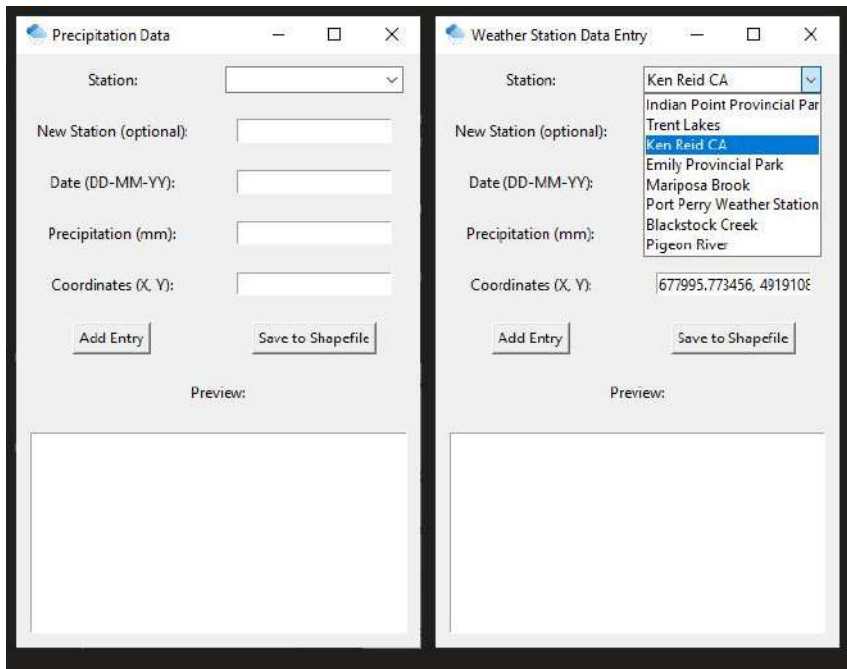 Precipitation Data
Station:
New Station (optional):
Date (DD-MM-YY):
Precipitation (mm):
Coordinates (X, Y):
Add Entry Save to Shapefile
Preview:
Weather Station Data Entry
Station: Ken Reid CA
Indian Point Provincial Par
Trent Lakes
Ken Reid CA
Emily Provincial Park
Mariposa Brook
Port Perry Weather Station
Blackstock Creek
Pigeon River
New Station (optional):
Date (DD-MM-YY):
Precipitation (mm):
Coordinates (X, Y): 677995.773456, 4919108
Add Entry Save to Shapefile
Preview: